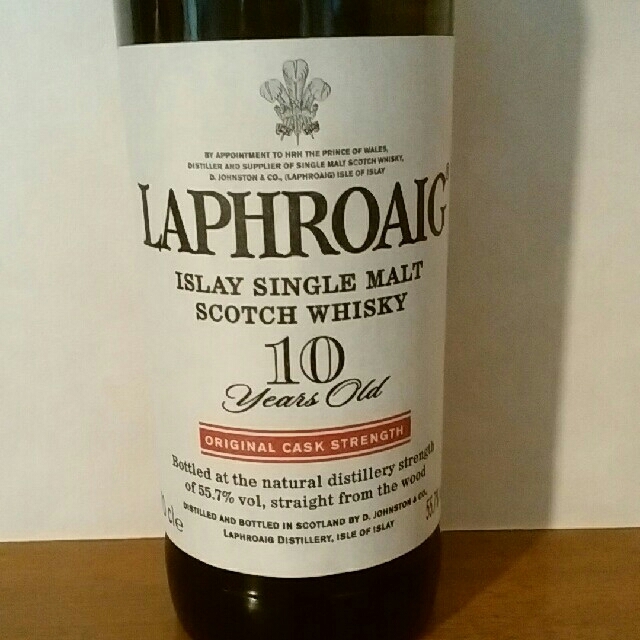 BY APPOINTMENT TO HRH THE PRINCE OF WALES,
DISTILLER AND SUPPLIER OF SINGLE MALT SCOTCH WHISKY,
D. JOHNSTON & CO., (LAPHROAIG) ISLE OF ISLAY
LAPHROAIG®
ISLAY SINGLE MALT
SCOTCH WHISKY
10
Years Old
ORIGINAL CASK STRENGTH
Bottled at the natural distillery strength
of 55.7% vol, straight from the wood
DISTILLED AND BOTTLED IN SCOTLAND BY D. JOHNSTON & CO.
LAPHROAIG DISTILLERY, ISLE OF ISLAY
cl e